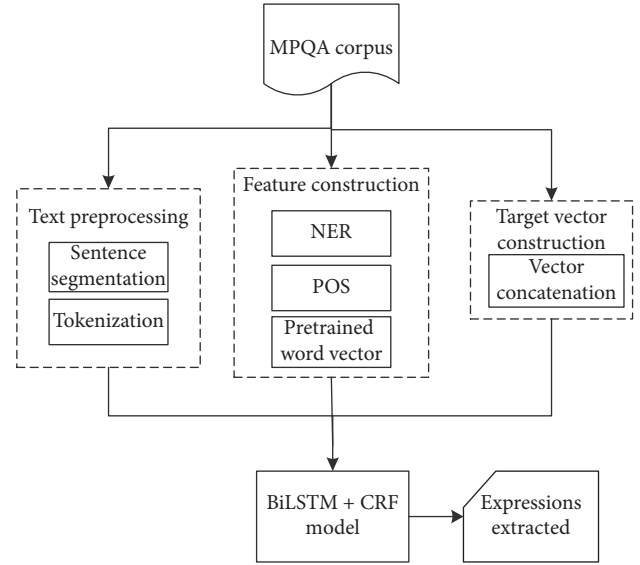 MPQA corpus
Text preprocessing
Sentence
segmentation
Tokenization
Feature construction
NER
POS
Pretrained
word vector
Target vector
construction
Vector
concatenation
BiLSTM + CRF
model
Expressions
extracted